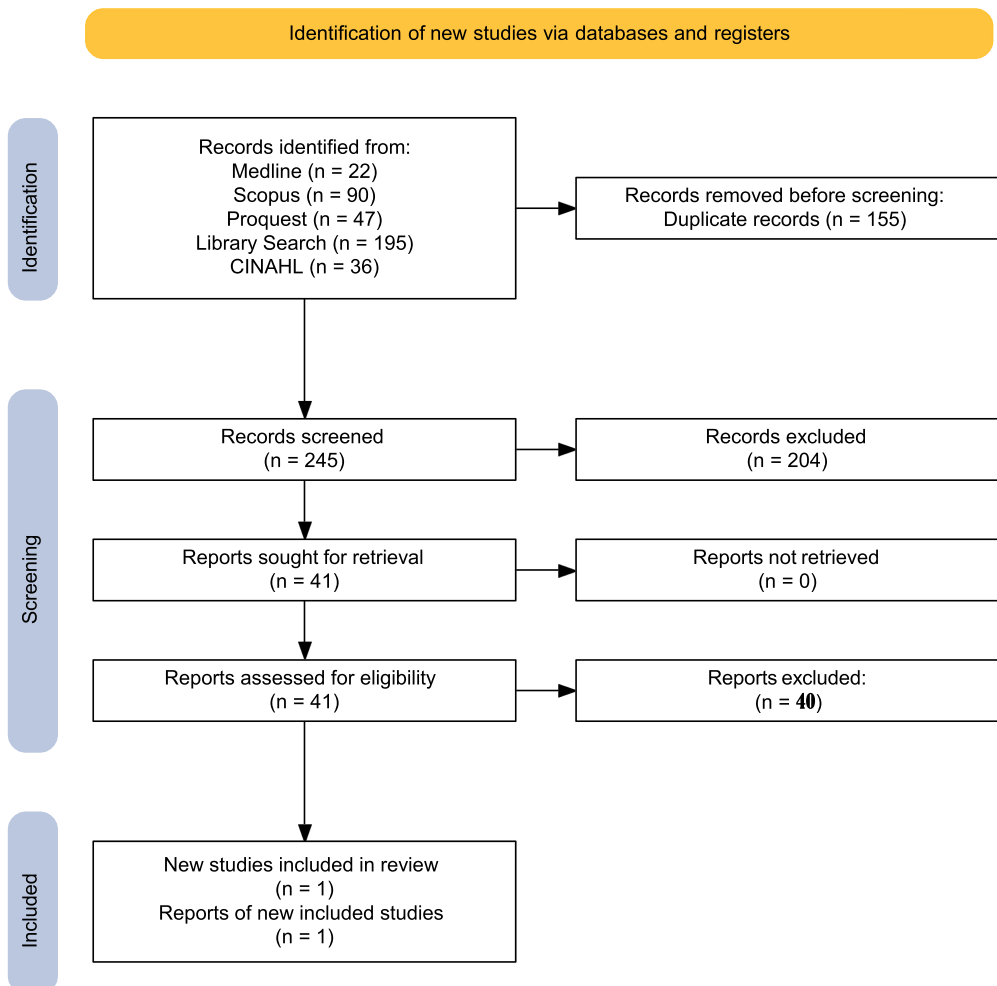 Identification of new studies via databases and registers
Identification
Records identified from:
Medline (n = 22)
Scopus (n = 90)
Proquest (n = 47)
Library Search (n = 195)
CINAHL (n = 36)
Records removed before screening:
Duplicate records (n = 155)
Screening
Records screened
(n = 245)
Records excluded
(n = 204)
Reports sought for retrieval
(n = 41)
Reports not retrieved
(n = 0)
Reports assessed for eligibility
(n = 41)
Reports excluded:
(n = 40)
Included
New studies included in review
(n = 1)
Reports of new included studies
(n = 1)